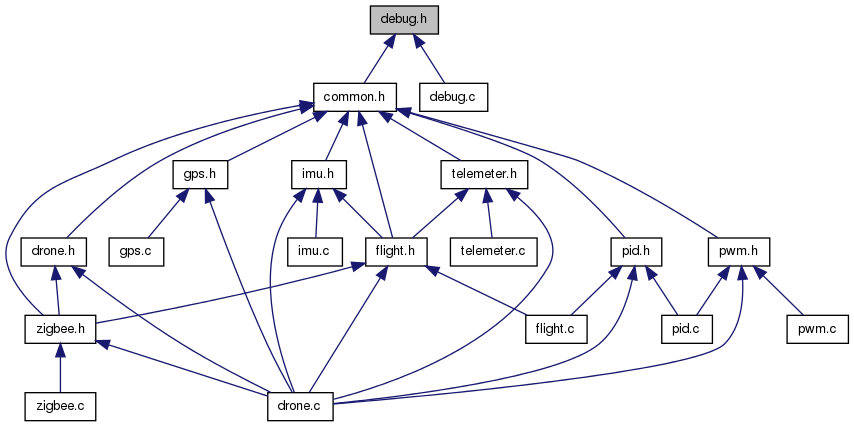 debug.h
common.h
debug.c
gps.h
imu.h
telemeter.h
drone.h
gps.c
imu.c
flight.h
telemeter.c
pid.h
pwm.h
zigbee.h
flight.c
pid.c
pwm.c
zigbee.c
drone.c